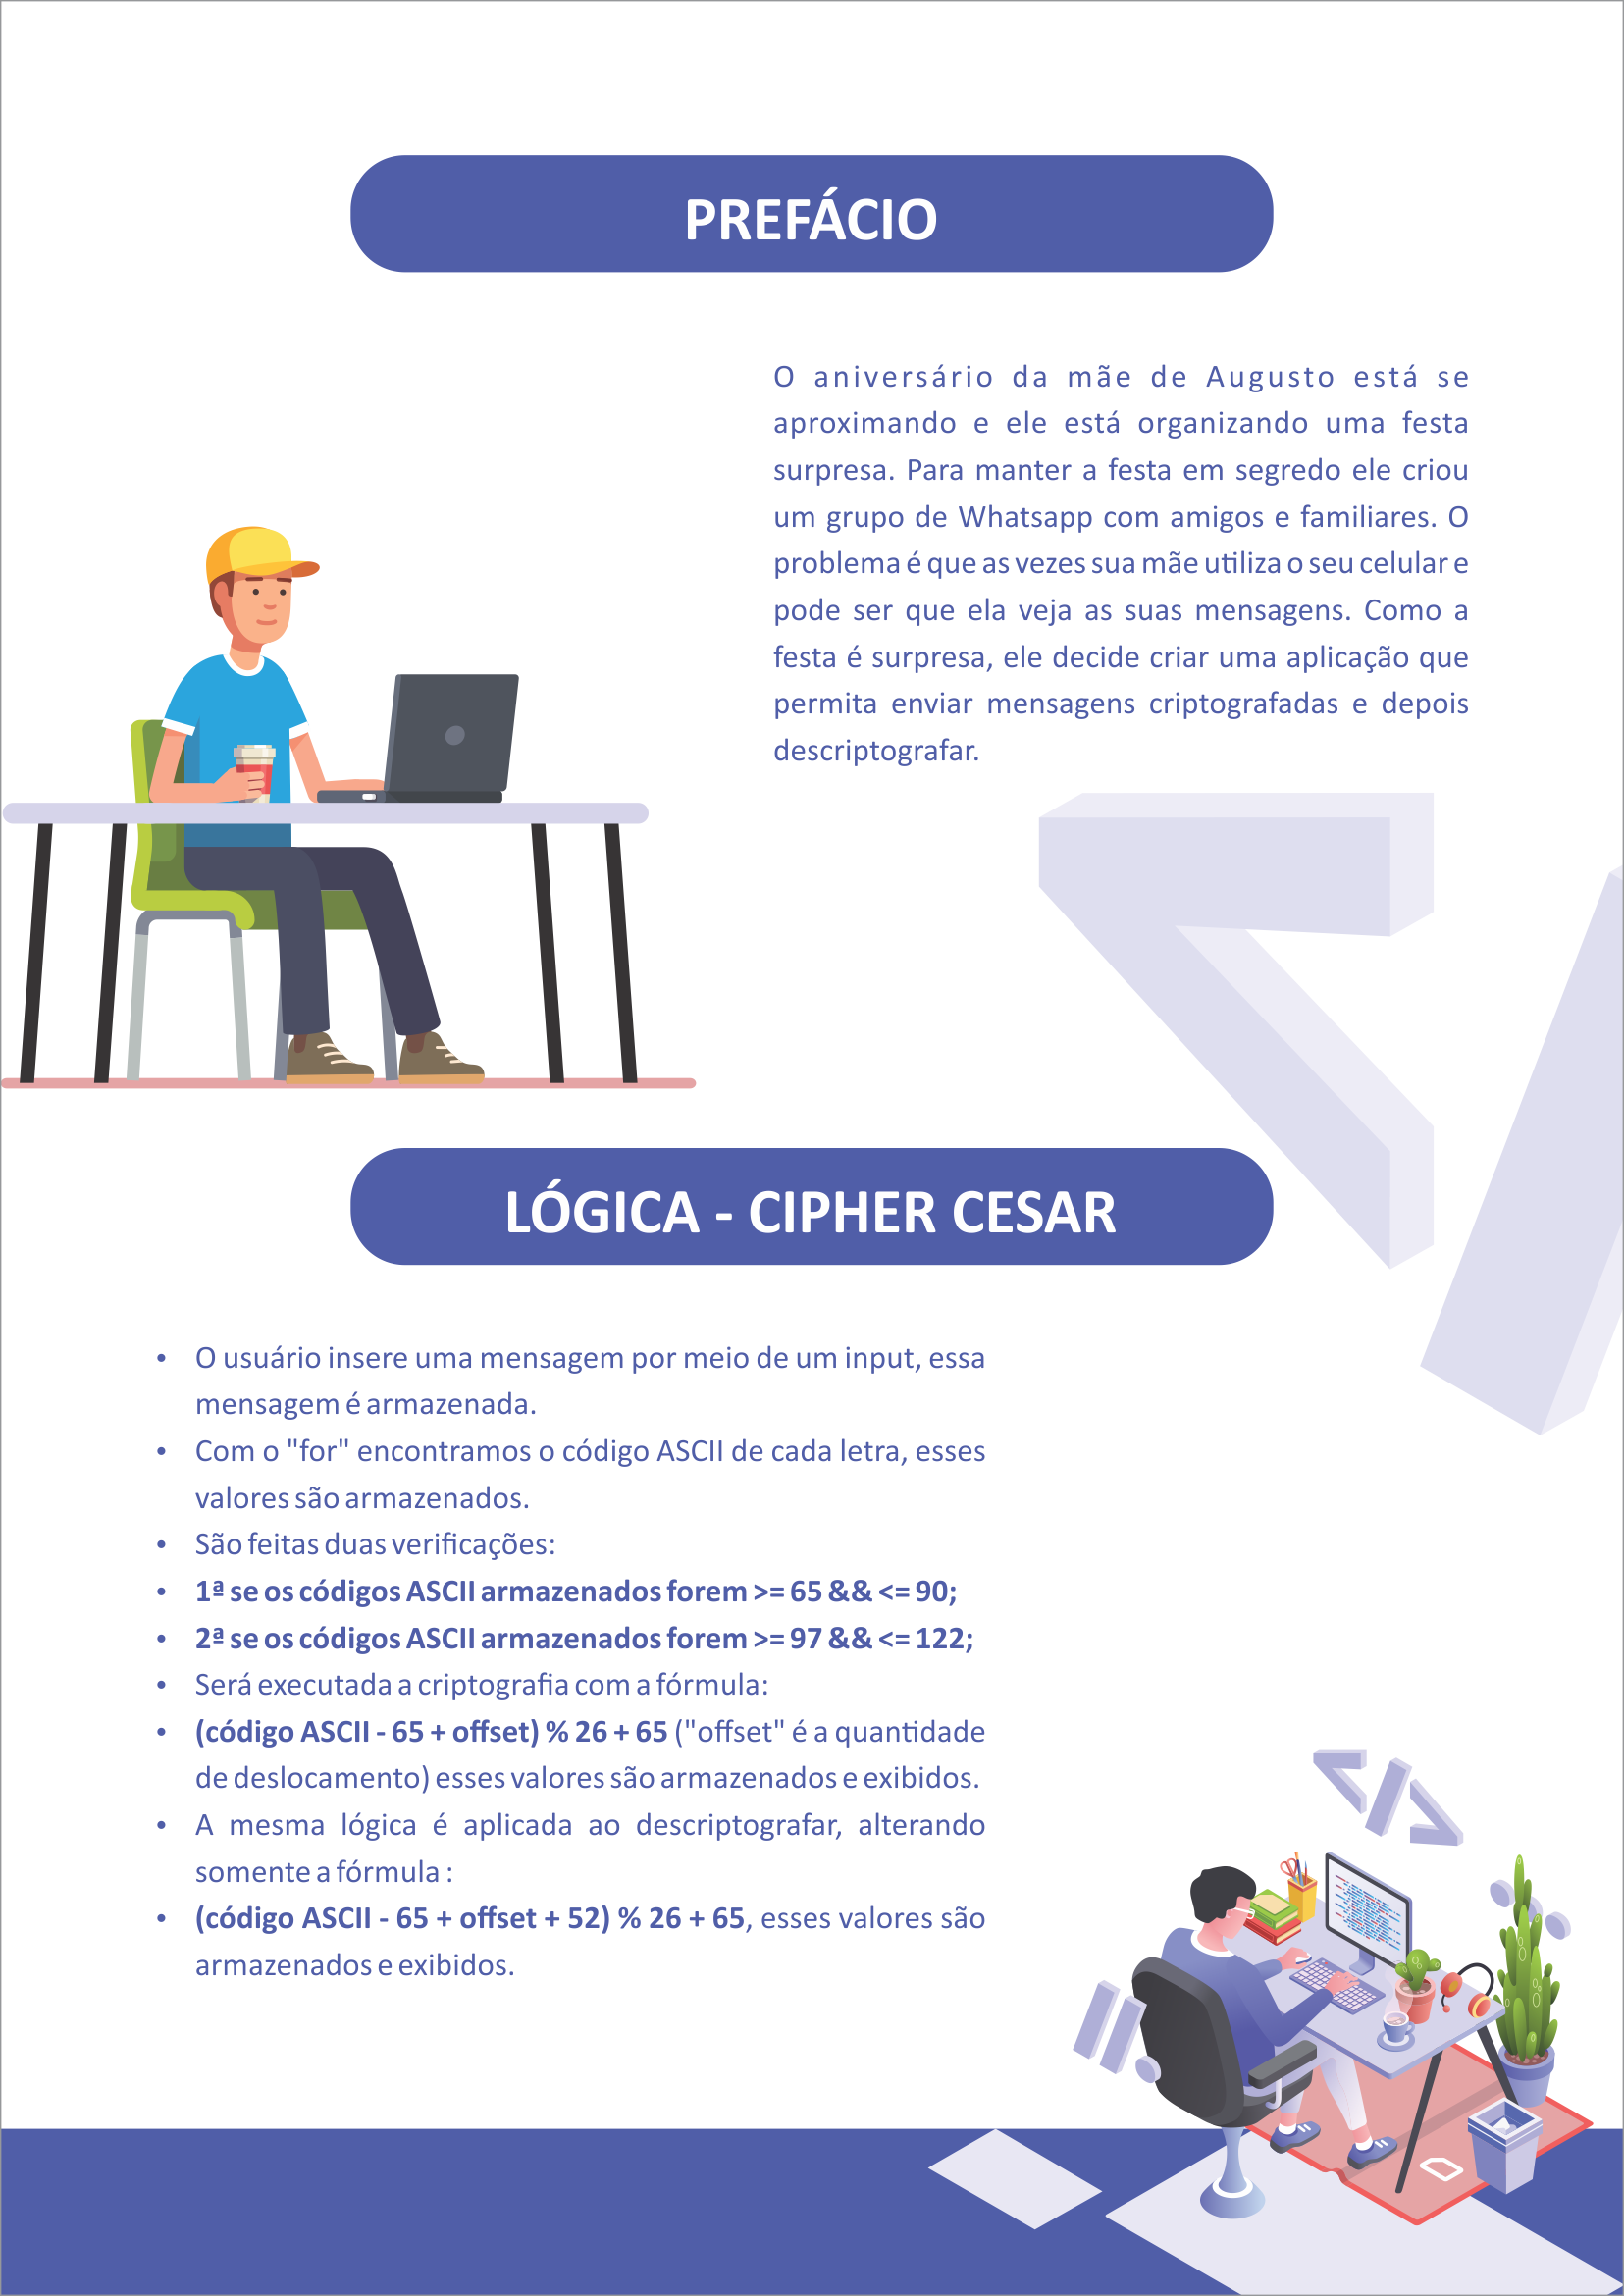 PREFÁCIO
O aniversário da mãe de Augusto está se
aproximando e ele está organizando uma festa
surpresa. Para manter a festa em segredo ele criou
um grupo de Whatsapp com amigos e familiares. O
problema é que as vezes sua mãe utiliza o seu celular e
pode ser que ela veja as suas mensagens. Como a
festa é surpresa, ele decide criar uma aplicação que
permita enviar mensagens criptografadas e depois
descriptografar.
LÓGICA - CIPHER CESAR
• O usuário insere uma mensagem por meio de um input, essa
mensagem é armazenada.
• Com o "for" encontramos o código ASCII de cada letra, esses
valores são armazenados.
• São feitas duas verificações:
• 1ª se os códigos ASCII armazenados forem >= 65 && <= 90;
• 2ª se os códigos ASCII armazenados forem >= 97 && <= 122;
• Será executada a criptografia com a fórmula:
• (código ASCII - 65 + offset) % 26 + 65 ("offset" é a quantidade
de deslocamento) esses valores são armazenados e exibidos.
• A mesma lógica é aplicada ao descriptografar, alterando
somente a fórmula :
• (código ASCII - 65 + offset + 52) % 26 + 65, esses valores são
armazenados e exibidos.